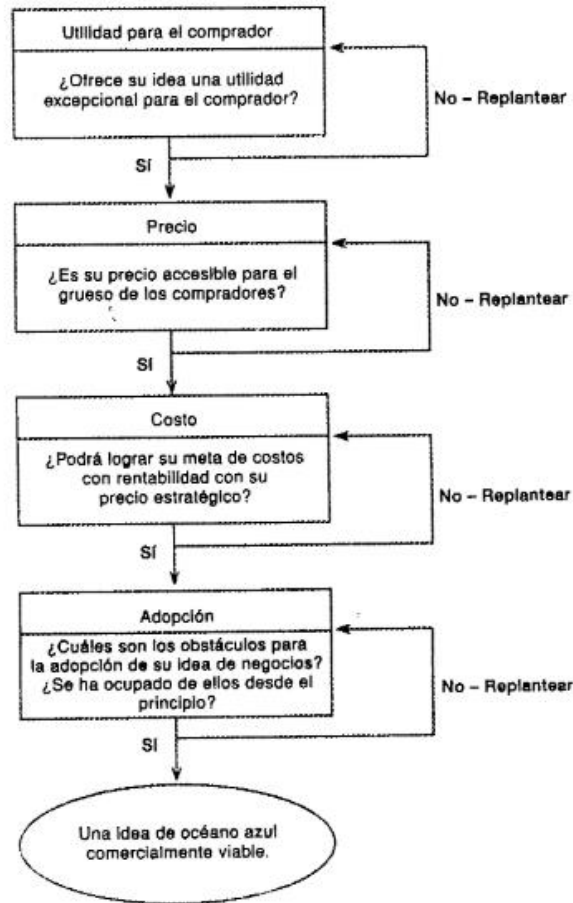 Utilidad para el comprador
¿Ofrece su idea una utilidad
excepcional para el comprador?
No – Replantear
Sí
Precio
¿Es su precio accesible para el
grueso de los compradores?
No – Replantear
Sí
Costo
¿Podrá lograr su meta de costos
con rentabilidad con su
precio estratégico?
No – Replantear
Sí
Adopción
¿Cuáles son los obstáculos para
la adopción de su idea de negocios?
¿Se ha ocupado de ellos desde el
principio?
No – Replantear
Sí
Una idea de océano azul
comercialmente viable.